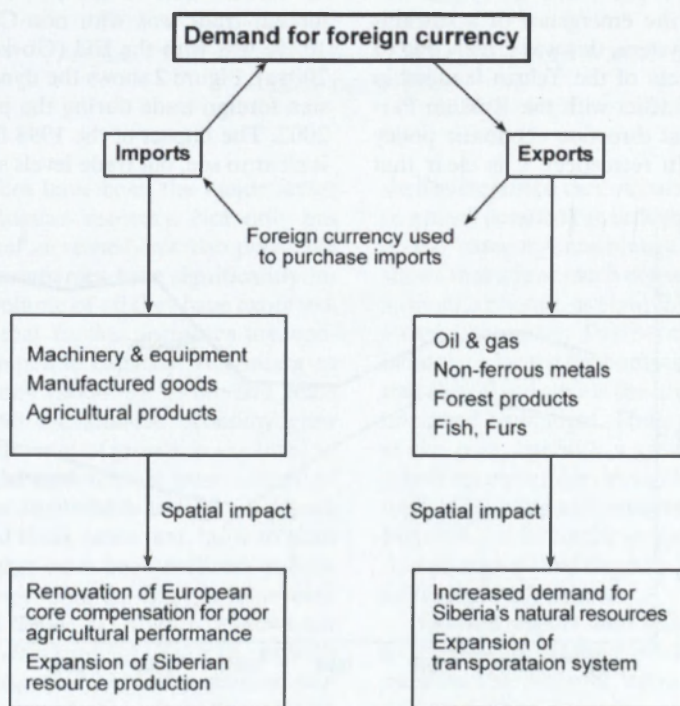 the emergence
Demand for foreign currency
Imports
Exports
Foreign currency used
to purchase imports
Machinery & equipment
Manufactured goods
Agricultural products
Oil & gas
Non-ferrous metals
Forest products
Fish, Furs
Spatial impact
Spatial impact
Renovation of European
core compensation for poor
agricultural performance
Expansion of Siberian
resource production
Increased demand for
Siberia's natural resources
Expansion of
transporataion system